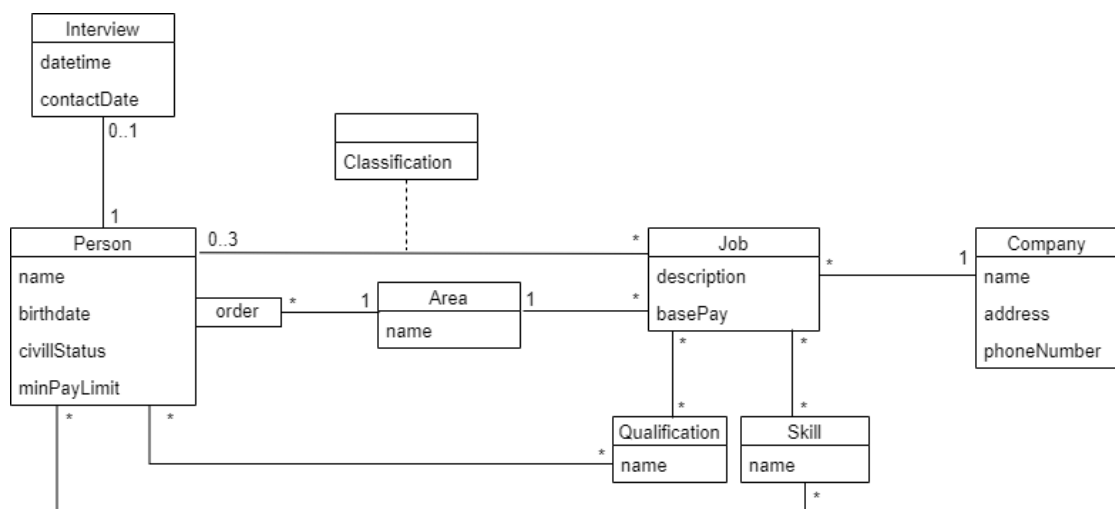 Interview
datetime
contactDate
0..1
1
Classification
Person
name
birthdate
civillStatus
minPayLimit
0..3
*
order
*
1
Area
name
1
*
Job
description
basePay
*
1
Company
name
address
phoneNumber
*
*
*
*
*
*
Qualification
name
*
Skill
name
*